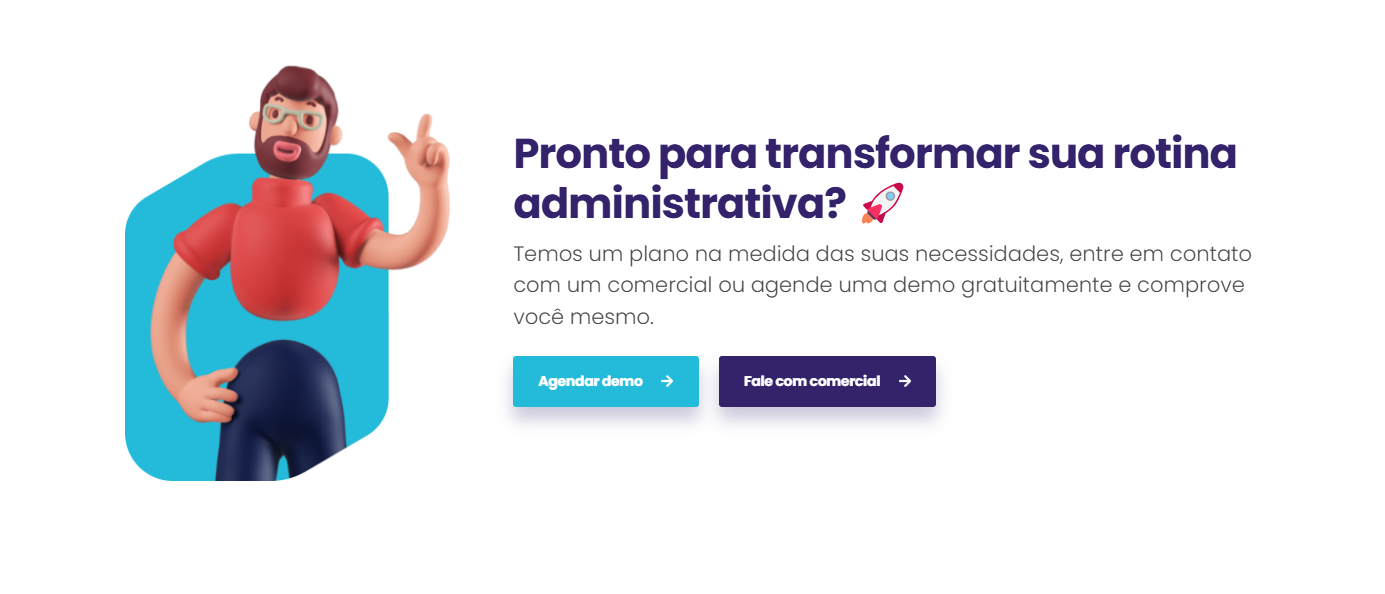 Pronto para transformar sua rotina
administrativa? 🚀
Temos um plano na medida das suas necessidades, entre em contato
com um comercial ou agende uma demo gratuitamente e comprove
você mesmo.
Agendar demo →
Fale com comercial →